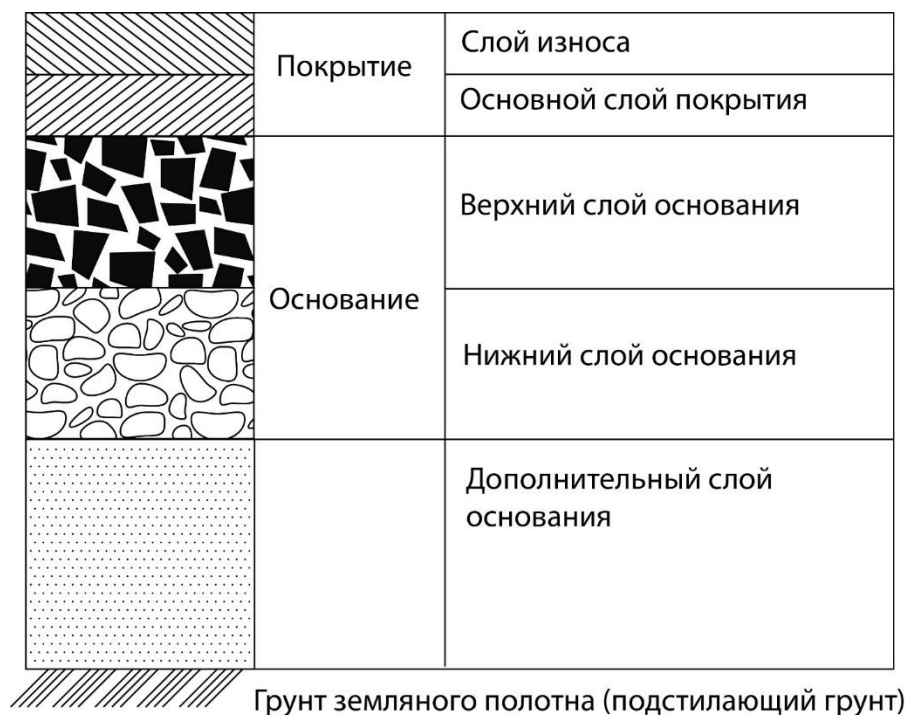 Покрытие
Слой износа
Основной слой покрытия
Основание
Верхний слой основания
Нижний слой основания
Дополнительный слой
основания
Грунт земляного полотна (подстилающий грунт)